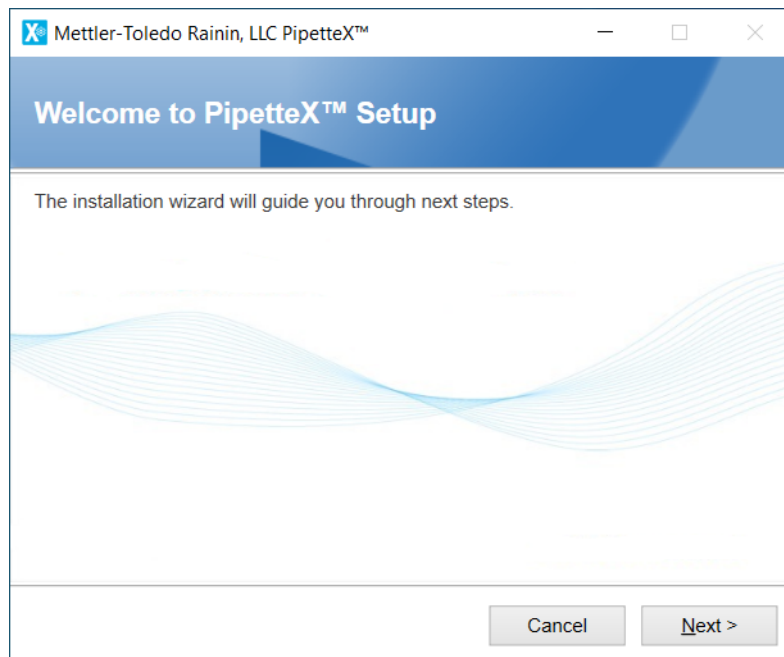 X
Mettler-Toledo Rainin, LLC PipetteX™
Welcome to PipetteX™ Setup
The installation wizard will guide you through next steps.
Cancel
Next >